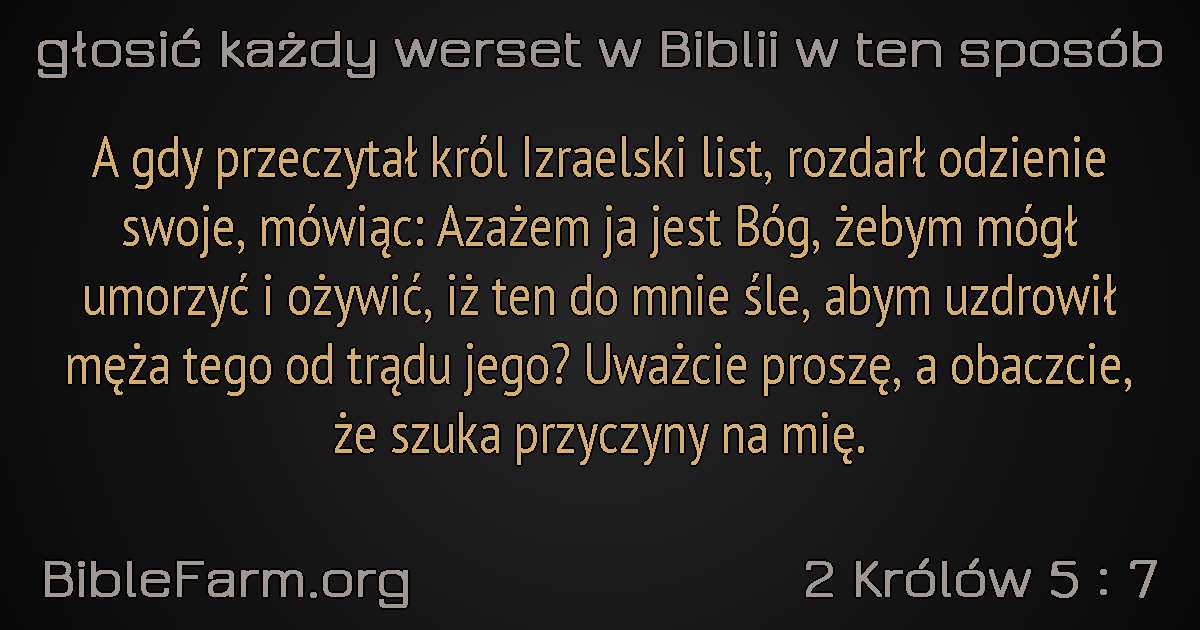 głosić każdy werset w Biblii w ten sposób
A gdy przeczytał król Izraelski list, rozdarł odzienie
swoje, mówiąc: Azażem ja jest Bóg, żebym mógł
umorzyć i ożywić, iż ten do mnie śle, abym uzdrowił
męża tego od trądu jego? Uważcie proszę, a obaczcie,
że szuka przyczyny na mię.
BibleFarm.org
2 Królów 5 : 7